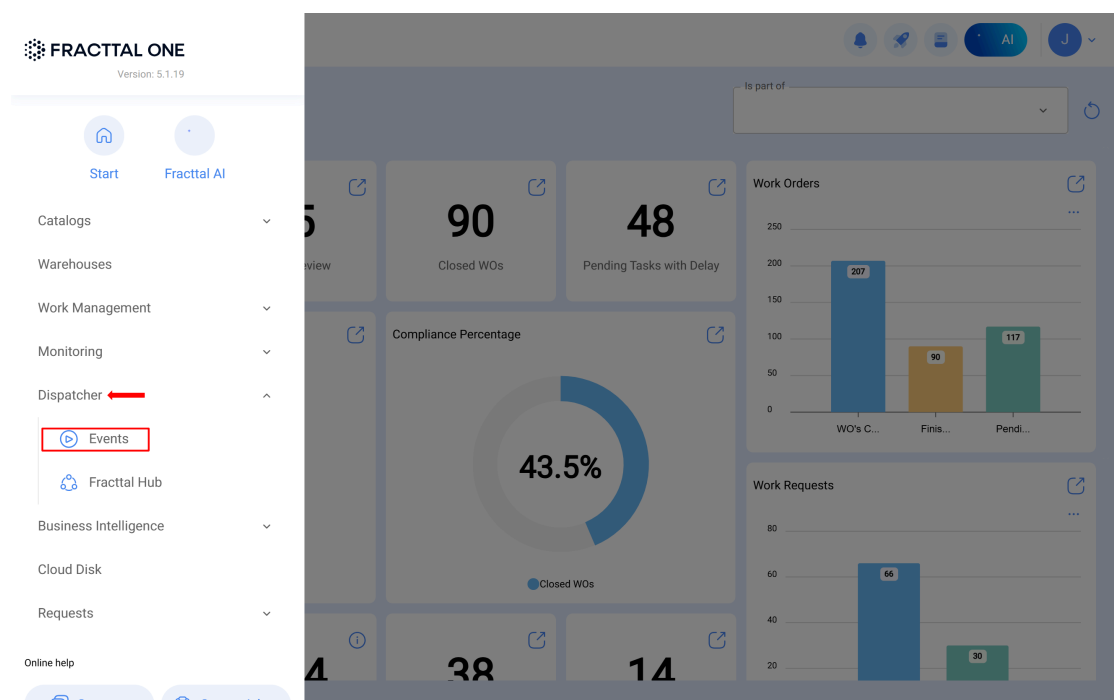 FRACTTAL ONE
Version: 5.1.19
Start
Fracttal AI
Catalogs
Warehouses
Work Management
Monitoring
Dispatcher
Events
Fracttal Hub
Business Intelligence
Cloud Disk
Requests
Online help
AI
J
Is part of
90
Closed WOs
48
Pending Tasks with Delay
Compliance Percentage
43.5%
Closed WOs
38
14
Work Orders
250
200
150
100
50
0
207
90
117
WO's C...
Finis...
Pendi...
Work Requests
80
60
40
20
66
30